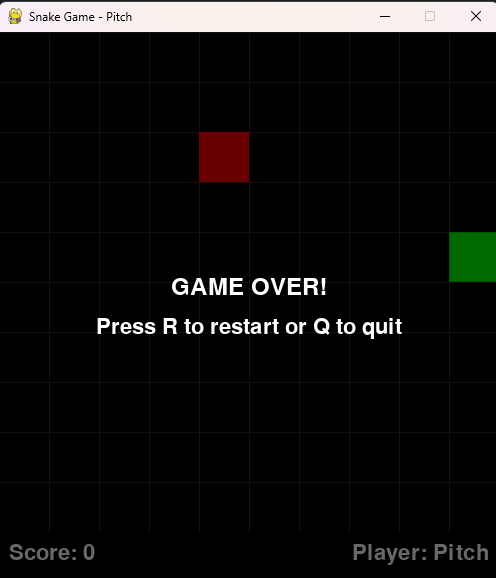 Snake Game - Pitch
GAME OVER!
Press R to restart or Q to quit
Score: 0
Player: Pitch